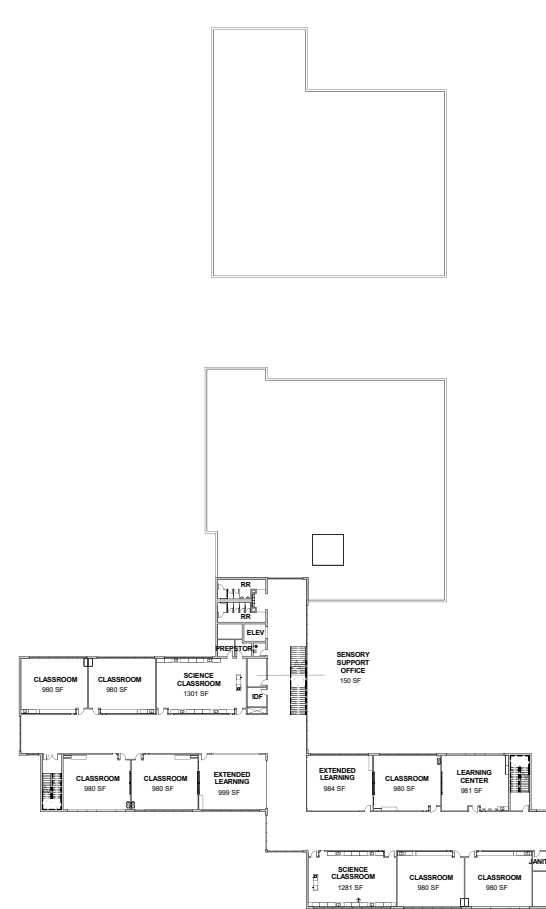 RR
RR
ELEV
PREP STOR
SENSORY
SUPPORT
OFFICE
150 SF
CLASSROOM
980 SF
CLASSROOM
980 SF
SCIENCE
CLASSROOM
1301 SF
IDF
CLASSROOM
980 SF
CLASSROOM
980 SF
EXTENDED
LEARNING
999 SF
EXTENDED
LEARNING
984 SF
CLASSROOM
980 SF
LEARNING
CENTER
981 SF
SCIENCE
CLASSROOM
1281 SF
CLASSROOM
980 SF
CLASSROOM
980 SF
JANIT